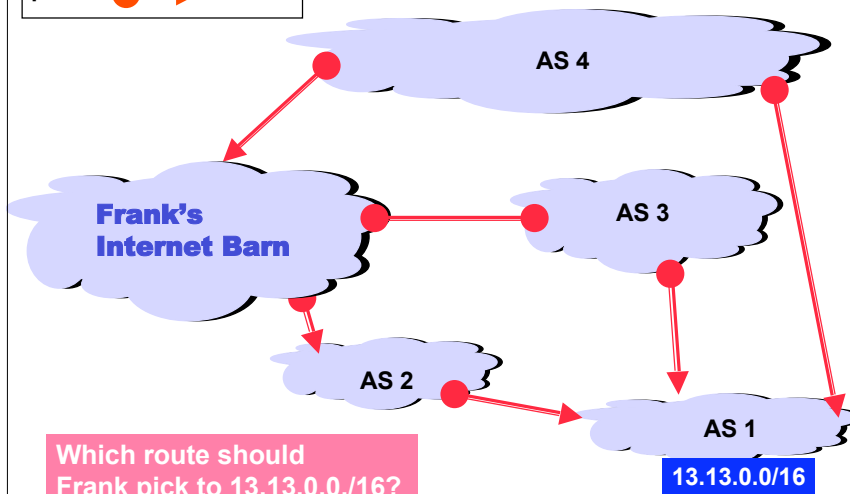 AS 4
Frank's
Internet Barn
AS 3
AS 2
AS 1
Which route should
Frank pick to 13.13.0.0./16?
13.13.0.0/16